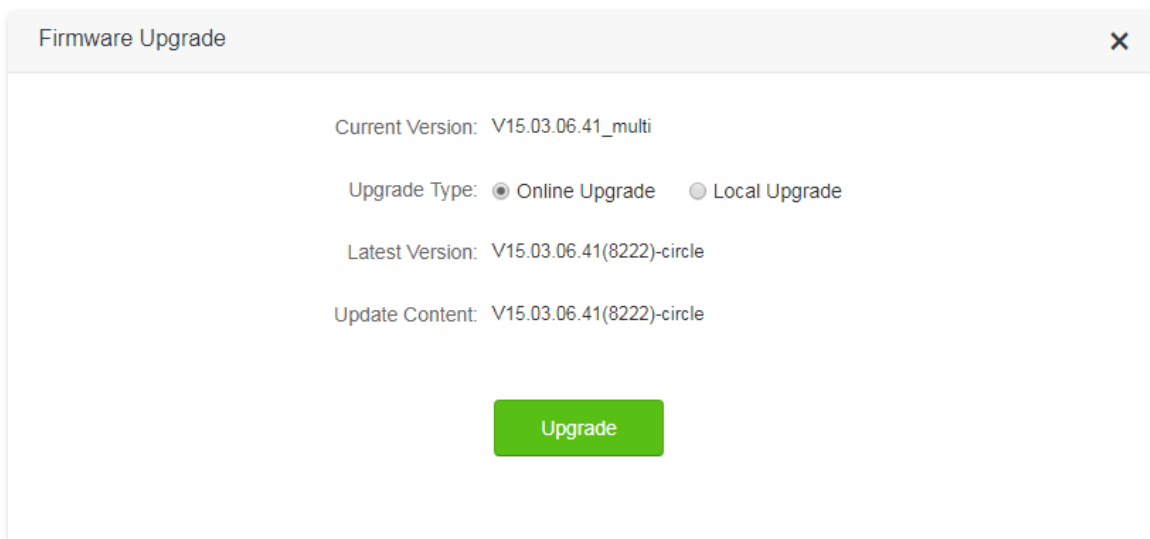 Firmware Upgrade
Current Version: V15.03.06.41_multi
Upgrade Type: Online Upgrade Local Upgrade
Latest Version: V15.03.06.41(8222)-circle
Update Content: V15.03.06.41(8222)-circle
Upgrade